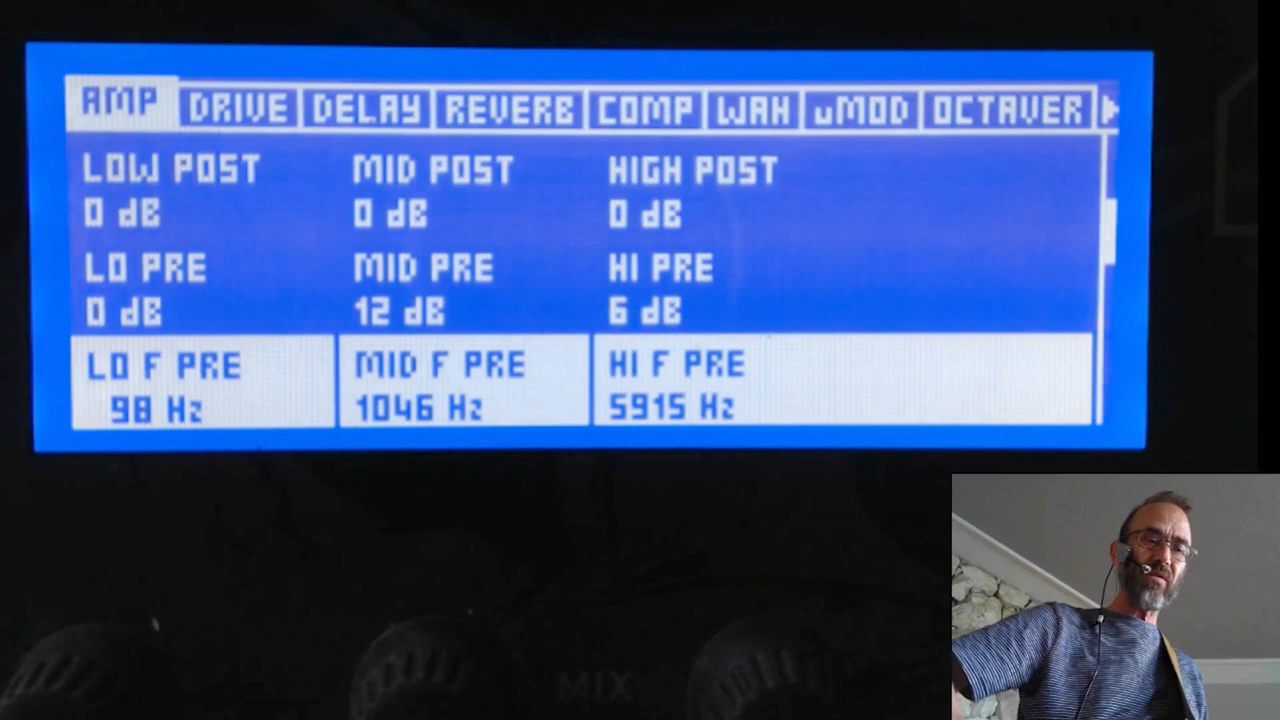 AMP DRIVE DELAY REVERB COMP WAH uMOD OCTAVER
LOW POST MID POST HIGH POST
0 dB 0 dB 0 dB
LO PRE MID PRE HI PRE
0 dB 12 dB 6 dB
LO F PRE MID F PRE HI F PRE
98 Hz 1046 Hz 5915 Hz
MIX